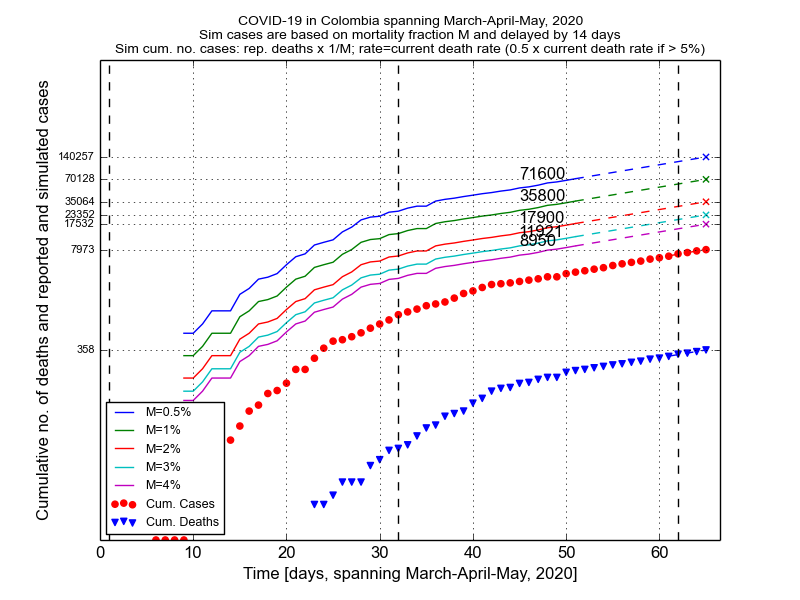 COVID-19 in Colombia spanning March-April-May, 2020
Sim cases are based on mortality fraction M and delayed by 14 days
Sim cum. no. cases: rep. deaths x 1/M; rate=current death rate (0.5 x current death rate if > 5%)
Cumulative no. of deaths and reported and simulated cases
140257
70128
35064
23352
17532
7973
358
71600
35800
17900
11921
8950
M=0.5%
M=1%
M=2%
M=3%
M=4%
Cum. Cases
Cum. Deaths
0 10 20 30 40 50 60
Time [days, spanning March-April-May, 2020]